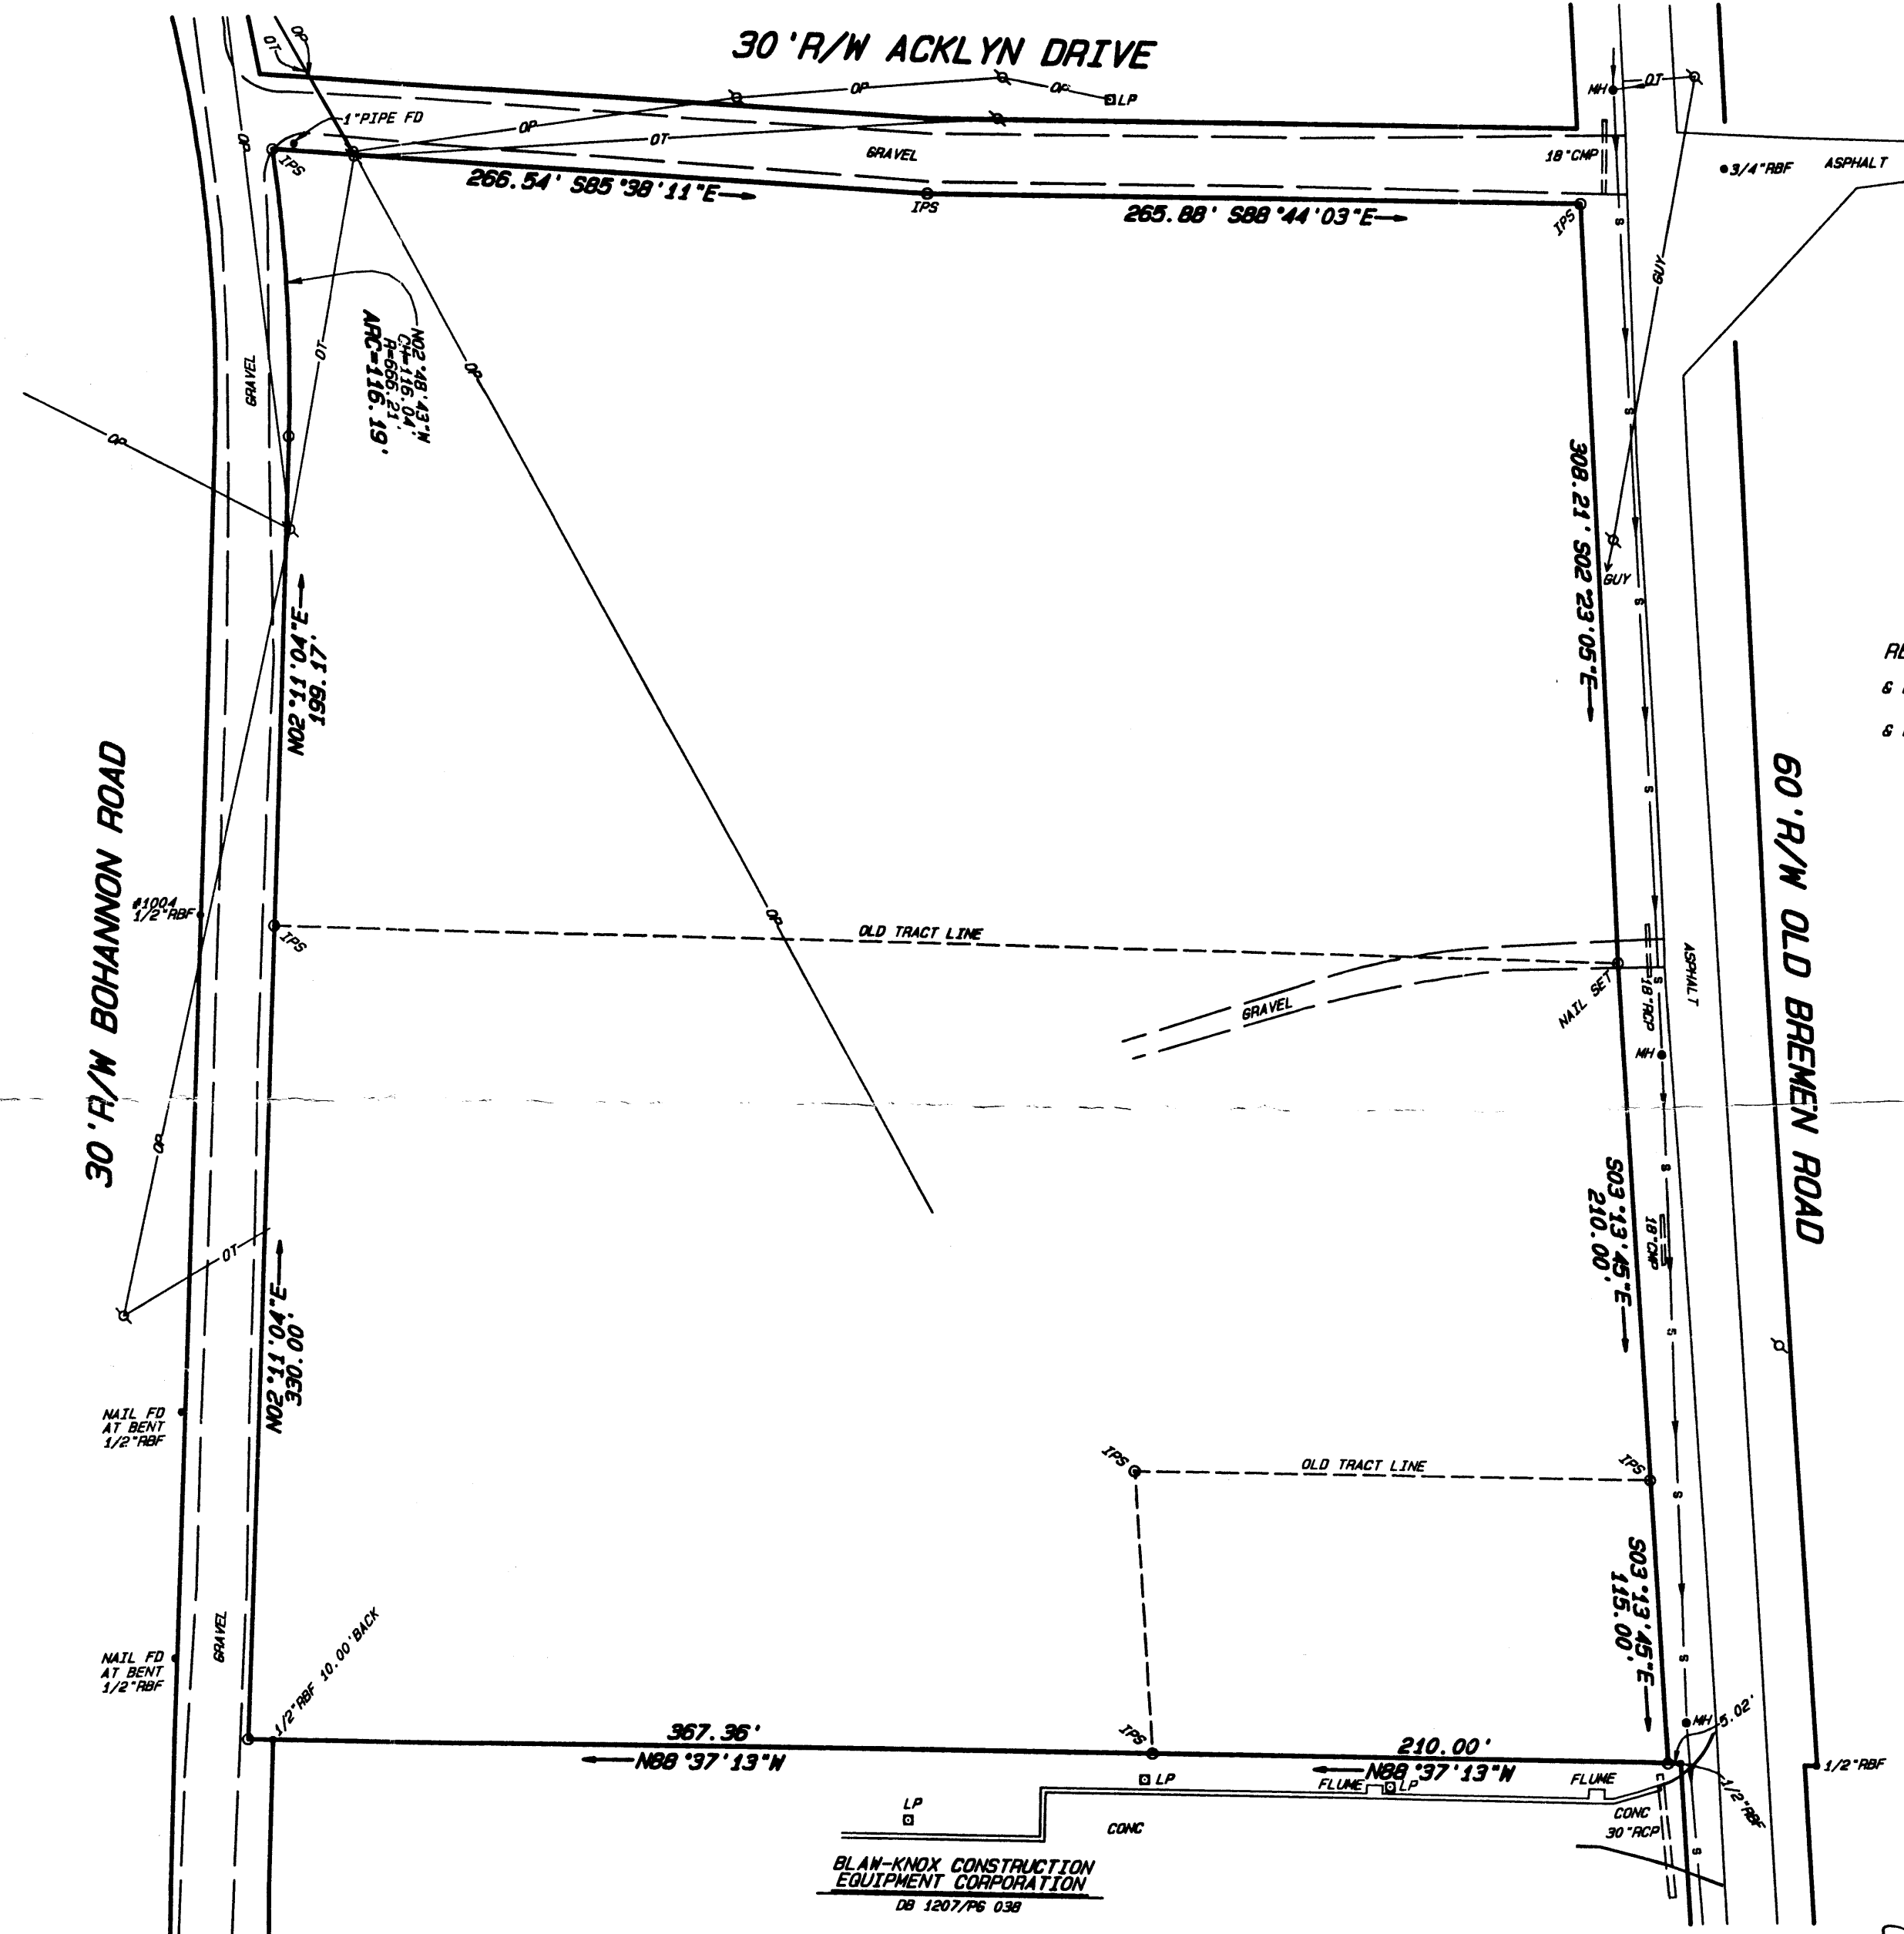 30'R/W ACKLYN DRIVE
OP
OT
OP
OP
OP
LP
1"PIPE FD
OP
OT
GRAVEL
IPS
266.54' S85°38'11"E
IPS
265.88' S88°44'03"E
IPS
MH
OT
18"CMP
3/4"RBF
ASPHALT
S
GUY
GUY
GRAVEL
OT
OP
N02°48'43"W
CH=116.04'
R=666.21'
ARC=116.19'
OP
S
308.21' S02°23'05"E
S
N02°11'04"E
199.17'
S
30'R/W BOHANNON ROAD
60'R/W OLD BREMEN ROAD
#1004
1/2"RBF
IPS
OLD TRACT LINE
OP
GRAVEL
NAIL SET
S
18"RCP
ASPHALT
MH
OP
OT
S
S03°13'45"E
210.00'
18"CMP
S
N02°11'04"E
330.00'
NAIL FD
AT BENT
1/2"RBF
IPS
OLD TRACT LINE
IPS
S
S03°13'45"E
115.00'
GRAVEL
NAIL FD
AT BENT
1/2"RBF
1/2"RBF 10.00'BACK
S
MH
5.02'
367.36'
N88°37'13"W
IPS
210.00'
N88°37'13"W
LP
FLUME
LP
FLUME
1/2"RBF
1/2"RBF
LP
CONC
CONC
30"RCP
S
BLAW-KNOX CONSTRUCTION
EQUIPMENT CORPORATION
DB 1207/PG 038
&
&